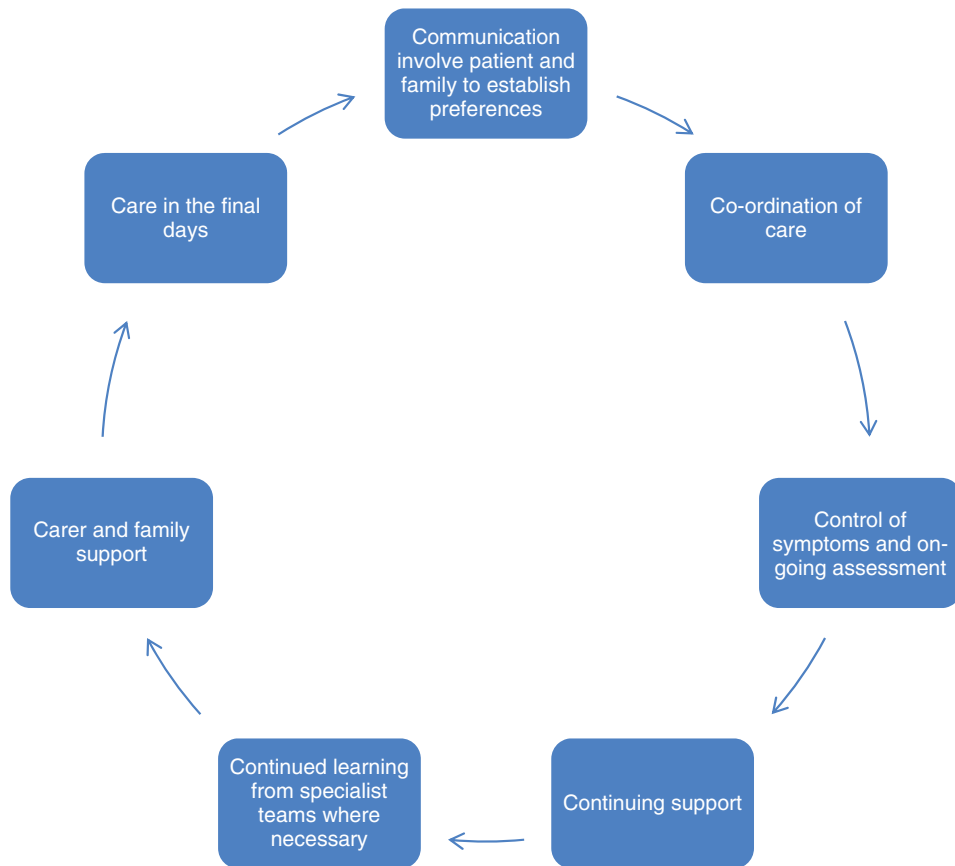 Communication
involve patient and
family to establish
preferences
Co-ordination of
care
Control of
symptoms and on-
going assessment
Continuing support
Continued learning
from specialist
teams where
necessary
Carer and family
support
Care in the final
days